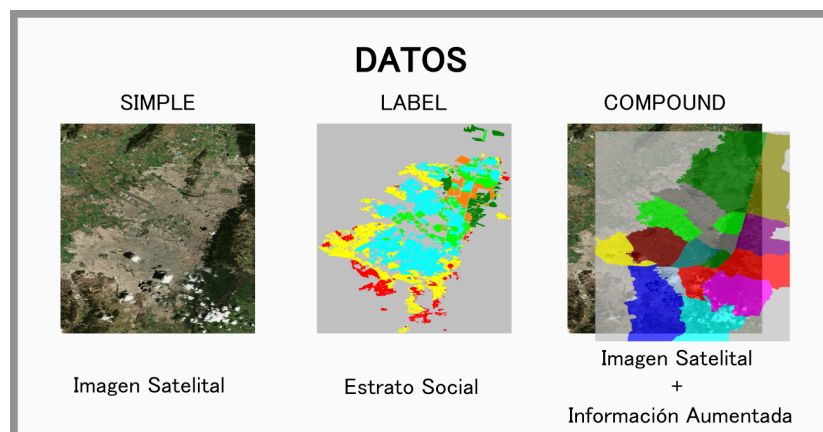 DATOS
SIMPLE
LABEL
COMPOUND
Imagen Satelital
Estrato Social
Imagen Satelital
+
Información Aumentada